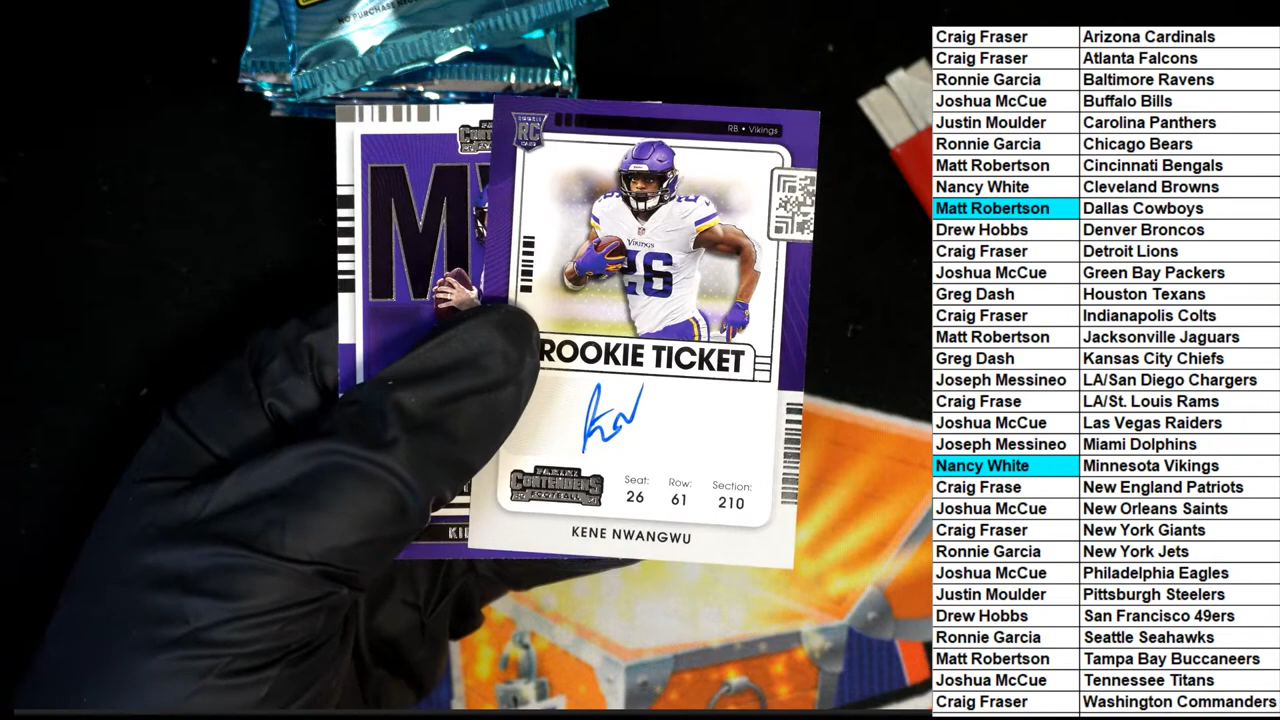 NO PURCHASE NEC
RC
RB • Vikings
VIKINGS
26
ROOKIE TICKET
PANINI
CONTENDERS
FOOTBALL
Seat: Row: Section:
26 61 210
KENE NWANGWU
M
Craig Fraser Arizona Cardinals
Craig Fraser Atlanta Falcons
Ronnie Garcia Baltimore Ravens
Joshua McCue Buffalo Bills
Justin Moulder Carolina Panthers
Ronnie Garcia Chicago Bears
Matt Robertson Cincinnati Bengals
Nancy White Cleveland Browns
Matt Robertson Dallas Cowboys
Drew Hobbs Denver Broncos
Craig Fraser Detroit Lions
Joshua McCue Green Bay Packers
Greg Dash Houston Texans
Craig Fraser Indianapolis Colts
Matt Robertson Jacksonville Jaguars
Greg Dash Kansas City Chiefs
Joseph Messineo LA/San Diego Chargers
Craig Frase LA/St. Louis Rams
Joshua McCue Las Vegas Raiders
Joseph Messineo Miami Dolphins
Nancy White Minnesota Vikings
Craig Frase New England Patriots
Joshua McCue New Orleans Saints
Craig Fraser New York Giants
Ronnie Garcia New York Jets
Joshua McCue Philadelphia Eagles
Justin Moulder Pittsburgh Steelers
Drew Hobbs San Francisco 49ers
Ronnie Garcia Seattle Seahawks
Matt Robertson Tampa Bay Buccaneers
Joshua McCue Tennessee Titans
Craig Fraser Washington Commanders